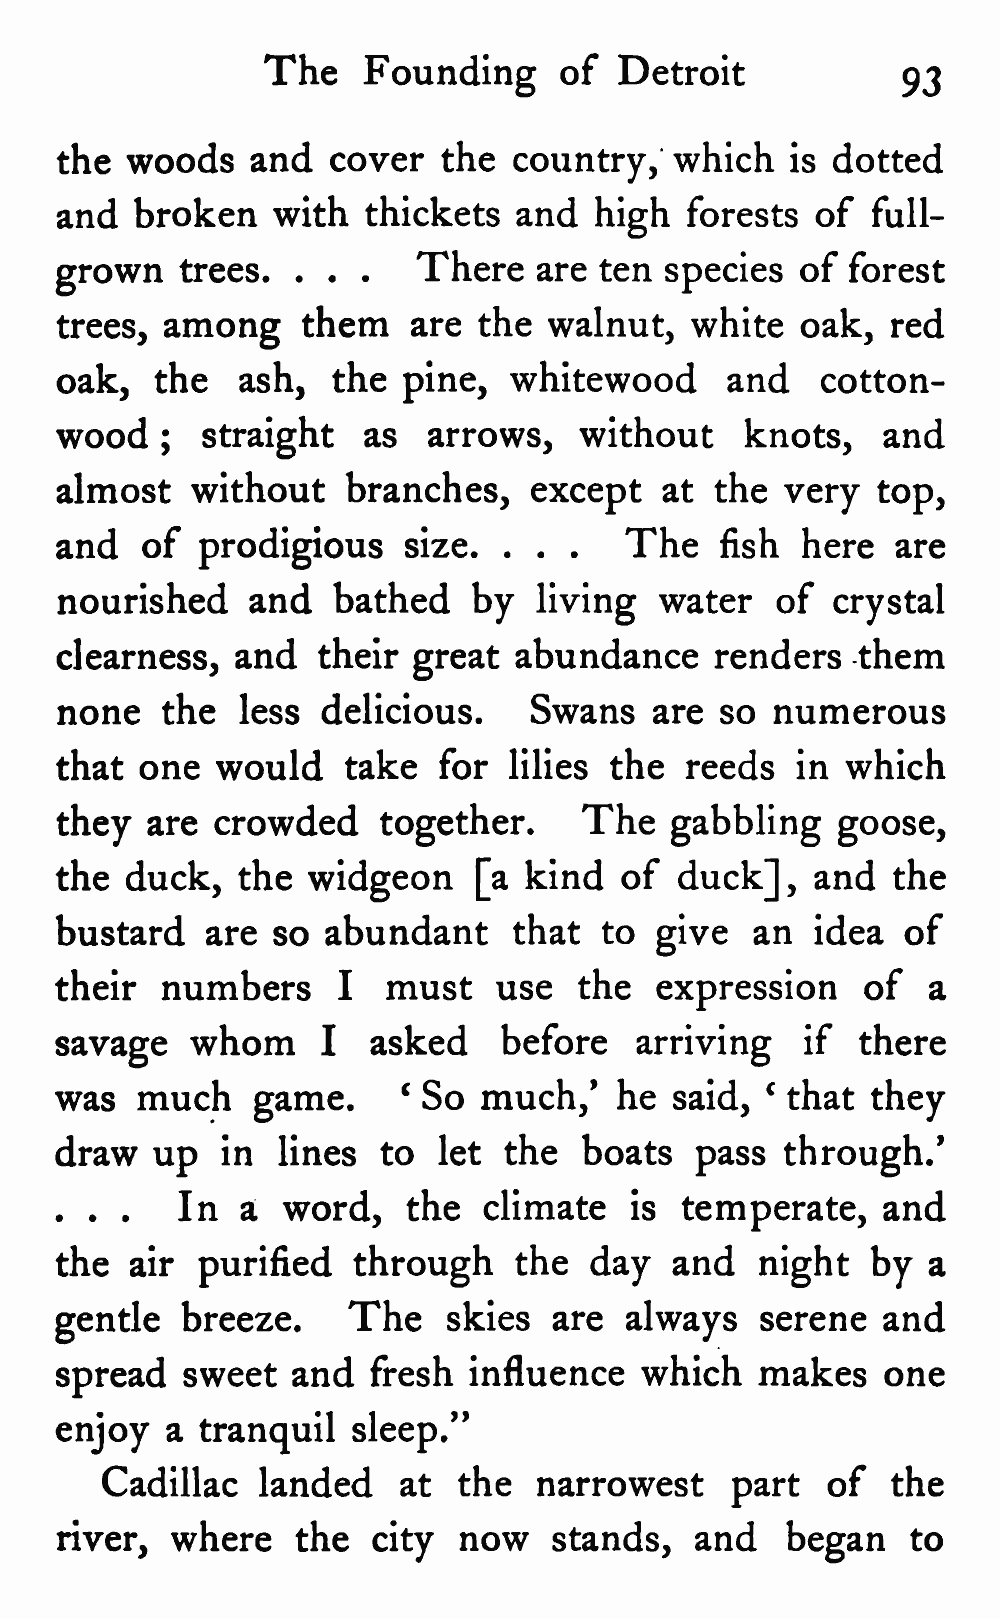 The Founding of Detroit 93
the woods and cover the country, which is dotted
and broken with thickets and high forests of full-
grown trees. . . . There are ten species of forest
trees, among them are the walnut, white oak, red
oak, the ash, the pine, whitewood and cotton-
wood ; straight as arrows, without knots, and
almost without branches, except at the very top,
and of prodigious size. . . . The fish here are
nourished and bathed by living water of crystal
clearness, and their great abundance renders them
none the less delicious. Swans are so numerous
that one would take for lilies the reeds in which
they are crowded together. The gabbling goose,
the duck, the widgeon [a kind of duck], and the
bustard are so abundant that to give an idea of
their numbers I must use the expression of a
savage whom I asked before arriving if there
was much game. ‘ So much,’ he said, ‘ that they
draw up in lines to let the boats pass through.’
. . . In a word, the climate is temperate, and
the air purified through the day and night by a
gentle breeze. The skies are always serene and
spread sweet and fresh influence which makes one
enjoy a tranquil sleep.”
Cadillac landed at the narrowest part of the
river, where the city now stands, and began to